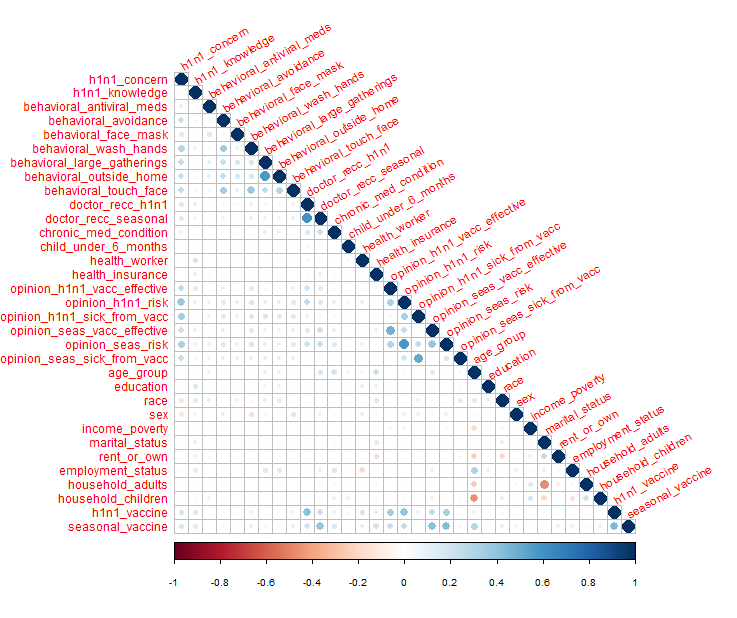 h1n1_concern
h1n1_knowledge
behavioral_antiviral_meds
behavioral_avoidance
behavioral_face_mask
behavioral_wash_hands
behavioral_large_gatherings
behavioral_outside_home
behavioral_touch_face
doctor_recc_h1n1
doctor_recc_seasonal
chronic_med_condition
child_under_6_months
health_worker
health_insurance
opinion_h1n1_vacc_effective
opinion_h1n1_risk
opinion_h1n1_sick_from_vacc
opinion_seas_vacc_effective
opinion_seas_risk
opinion_seas_sick_from_vacc
age_group
education
race
sex
income_poverty
marital_status
rent_or_own
employment_status
household_adults
household_children
h1n1_vaccine
seasonal_vaccine
h1n1_concern
h1n1_knowledge
behavioral_antiviral_meds
behavioral_avoidance
behavioral_face_mask
behavioral_wash_hands
behavioral_large_gatherings
behavioral_outside_home
behavioral_touch_face
doctor_recc_h1n1
doctor_recc_seasonal
chronic_med_condition
child_under_6_months
health_worker
health_insurance
opinion_h1n1_vacc_effective
opinion_h1n1_risk
opinion_h1n1_sick_from_vacc
opinion_seas_vacc_effective
opinion_seas_risk
opinion_seas_sick_from_vacc
age_group
education
race
sex
income_poverty
marital_status
rent_or_own
employment_status
household_adults
household_children
h1n1_vaccine
seasonal_vaccine
-1 -0.8 -0.6 -0.4 -0.2 0 0.2 0.4 0.6 0.8 1